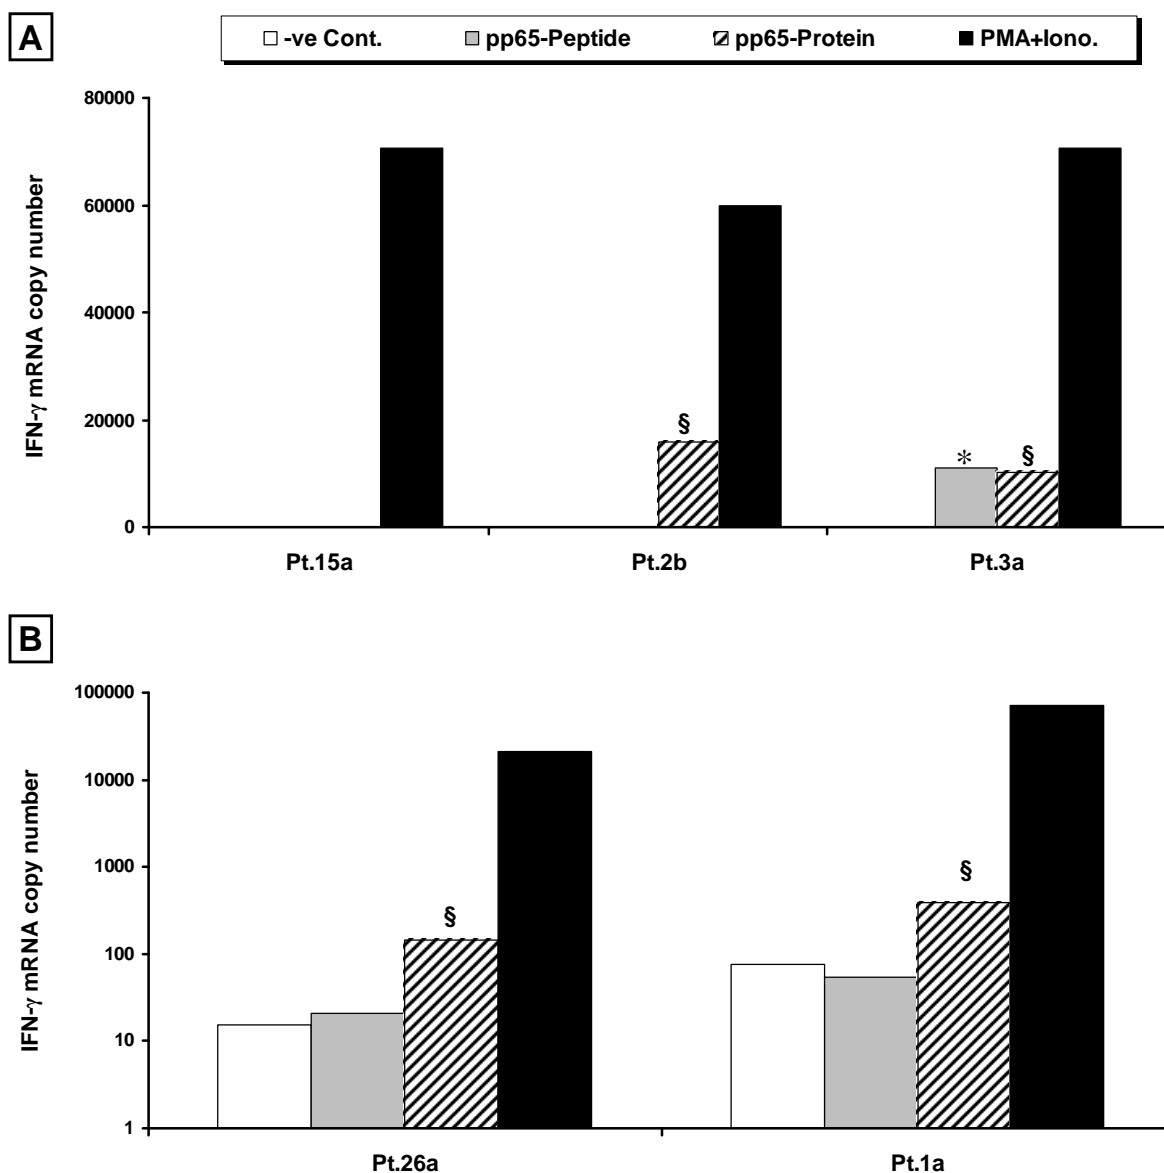 A
-ve Cont. pp65-Peptide pp65-Protein PMA+Iono.
IFN-γ mRNA copy number
80000
60000
40000
20000
0
§
*
§
Pt.15a Pt.2b Pt.3a
B
IFN-γ mRNA copy number
100000
10000
1000
100
10
1
§
§
Pt.26a Pt.1a